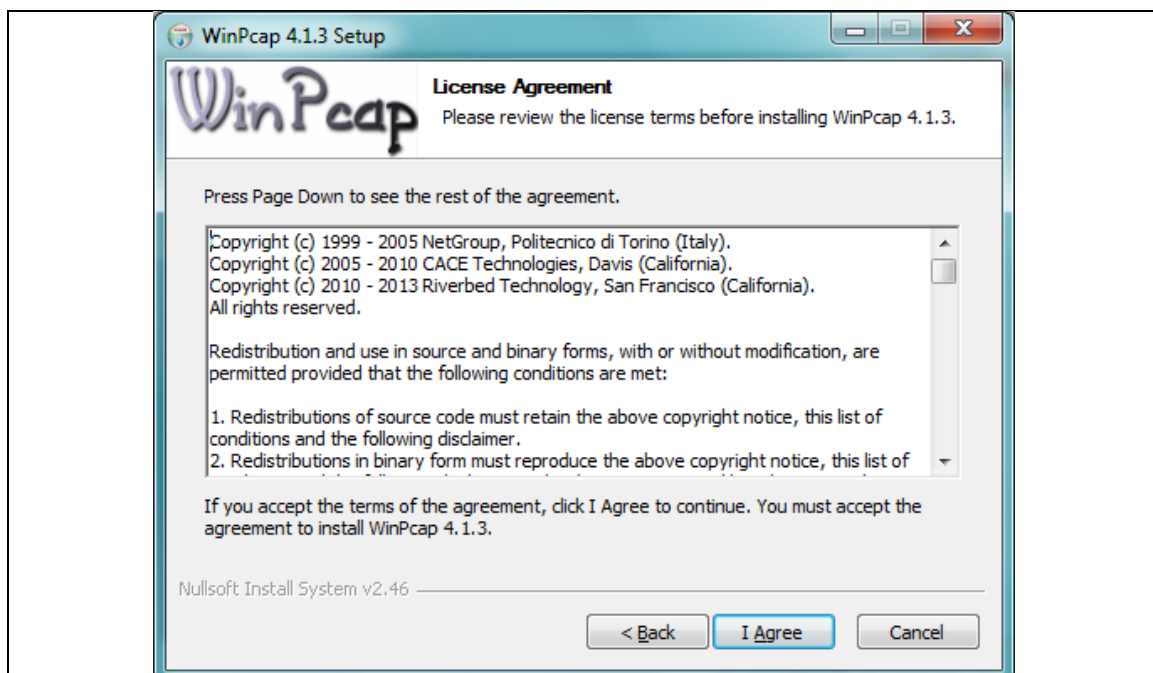 WinPcap 4.1.3 Setup
WinPcap
License Agreement
Please review the license terms before installing WinPcap 4.1.3.
Press Page Down to see the rest of the agreement.
Copyright (c) 1999 - 2005 NetGroup, Politecnico di Torino (Italy).
Copyright (c) 2005 - 2010 CACE Technologies, Davis (California).
Copyright (c) 2010 - 2013 Riverbed Technology, San Francisco (California).
All rights reserved.
Redistribution and use in source and binary forms, with or without modification, are
permitted provided that the following conditions are met:
1. Redistributions of source code must retain the above copyright notice, this list of
conditions and the following disclaimer.
2. Redistributions in binary form must reproduce the above copyright notice, this list of
If you accept the terms of the agreement, click I Agree to continue. You must accept the
agreement to install WinPcap 4.1.3.
Nullsoft Install System v2.46
< Back
I Agree
Cancel